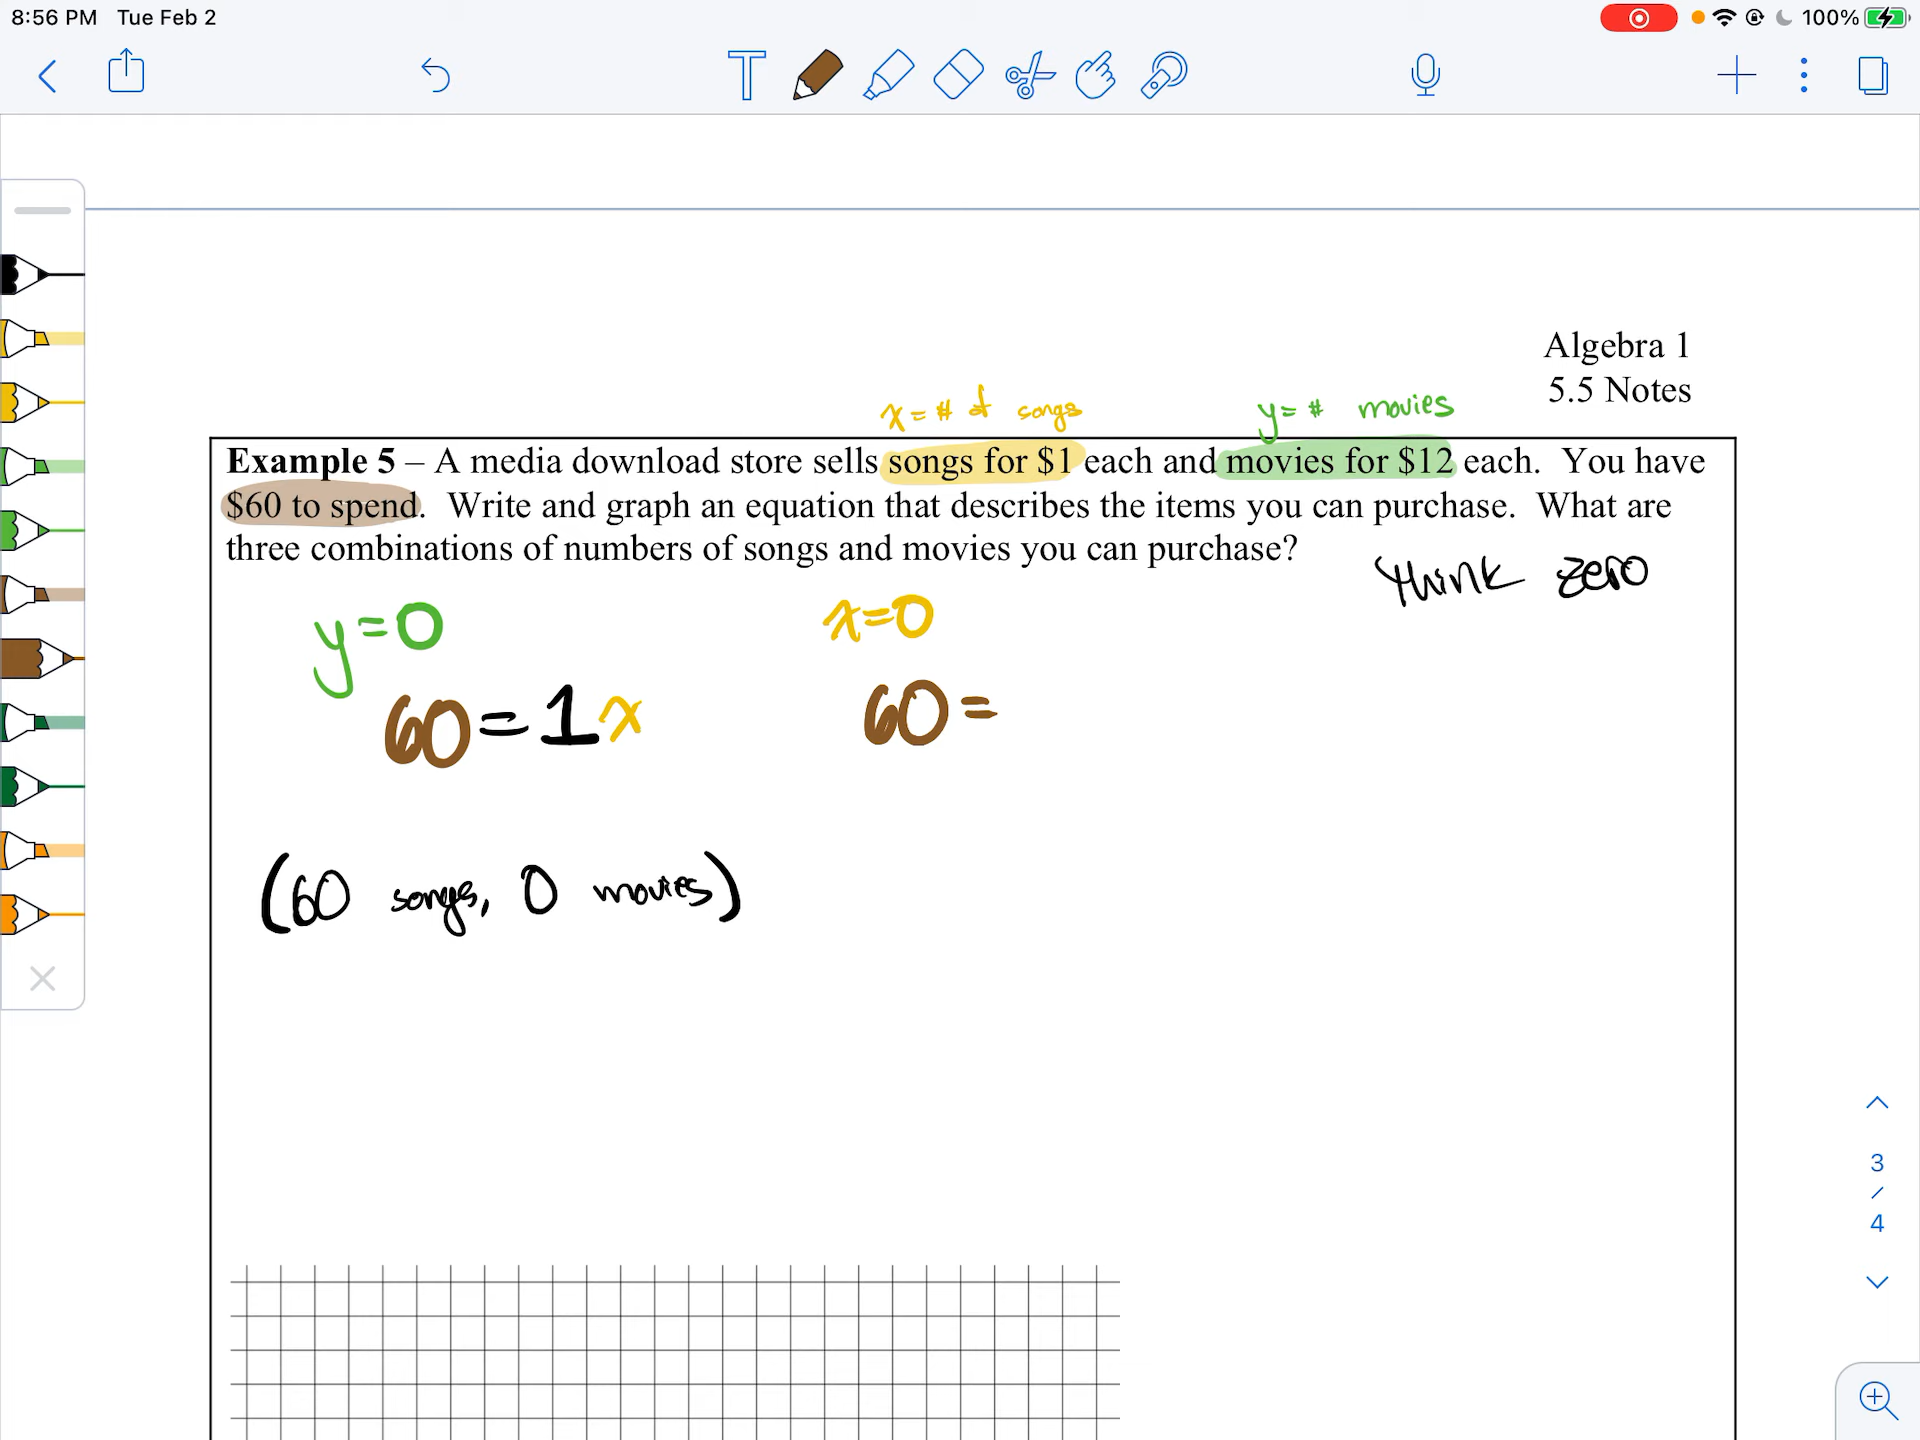 8:56 PM Tue Feb 2
100%
T
Algebra 1
5.5 Notes
x = # of songs
y = # movies
Example 5 – A media download store sells songs for $1 each and movies for $12 each. You have
$60 to spend. Write and graph an equation that describes the items you can purchase. What are
three combinations of numbers of songs and movies you can purchase?
think zero
y = 0
x = 0
60 = 1x
60 =
(60 songs, 0 movies)
3
/
4